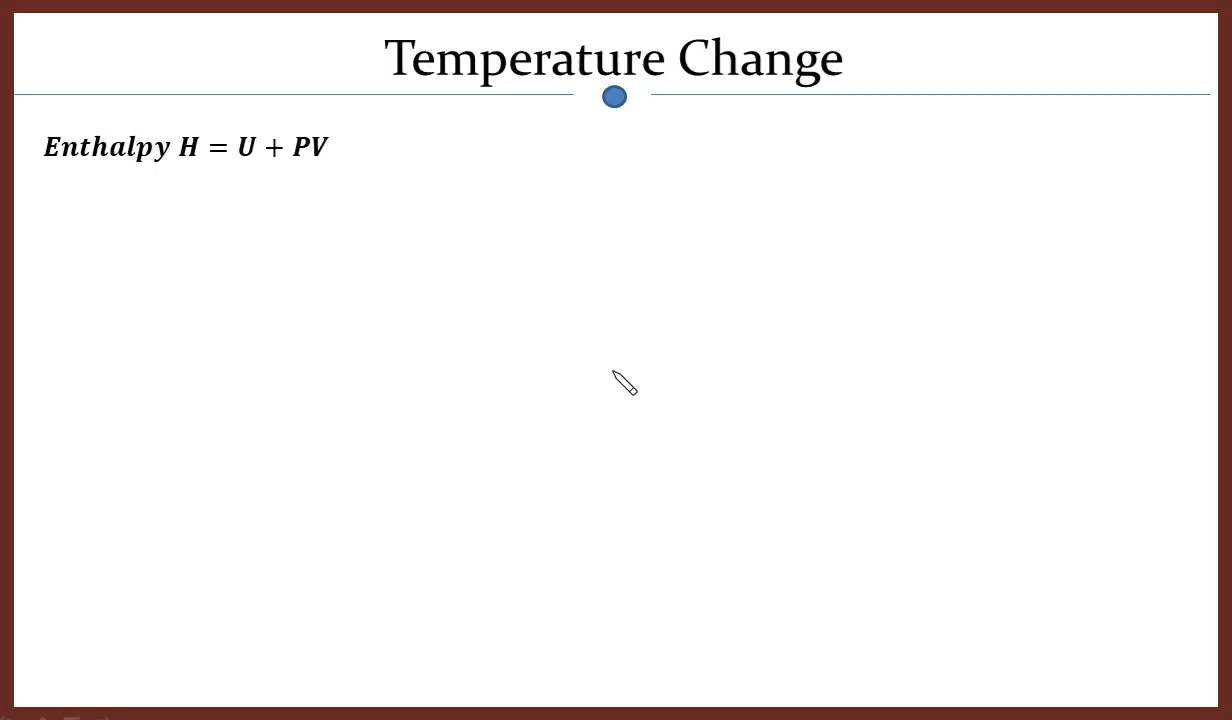 Temperature Change
Enthalpy H = U + PV